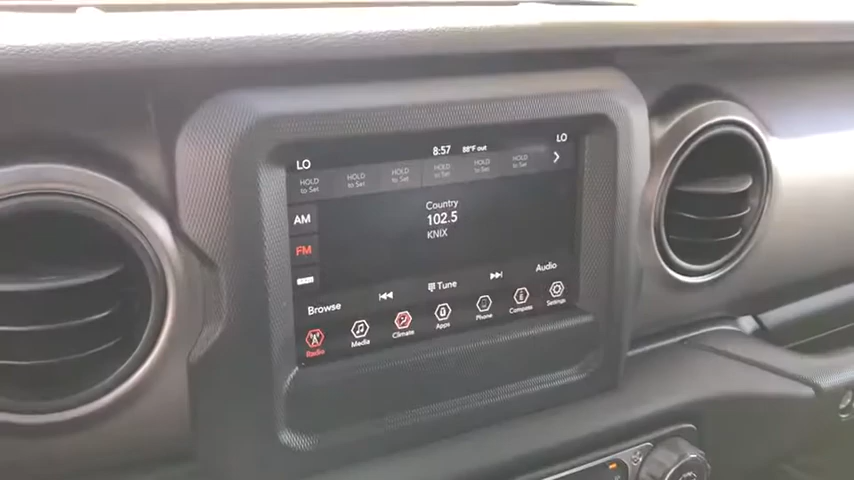 LO 8:57 88°F out LO
HOLD to Set HOLD to Set HOLD to Set HOLD to Set HOLD to Set HOLD to Set
AM
Country
102.5
KNIX
FM
Browse Tune Audio
Radio Media Climate Apps Phone Compass Settings